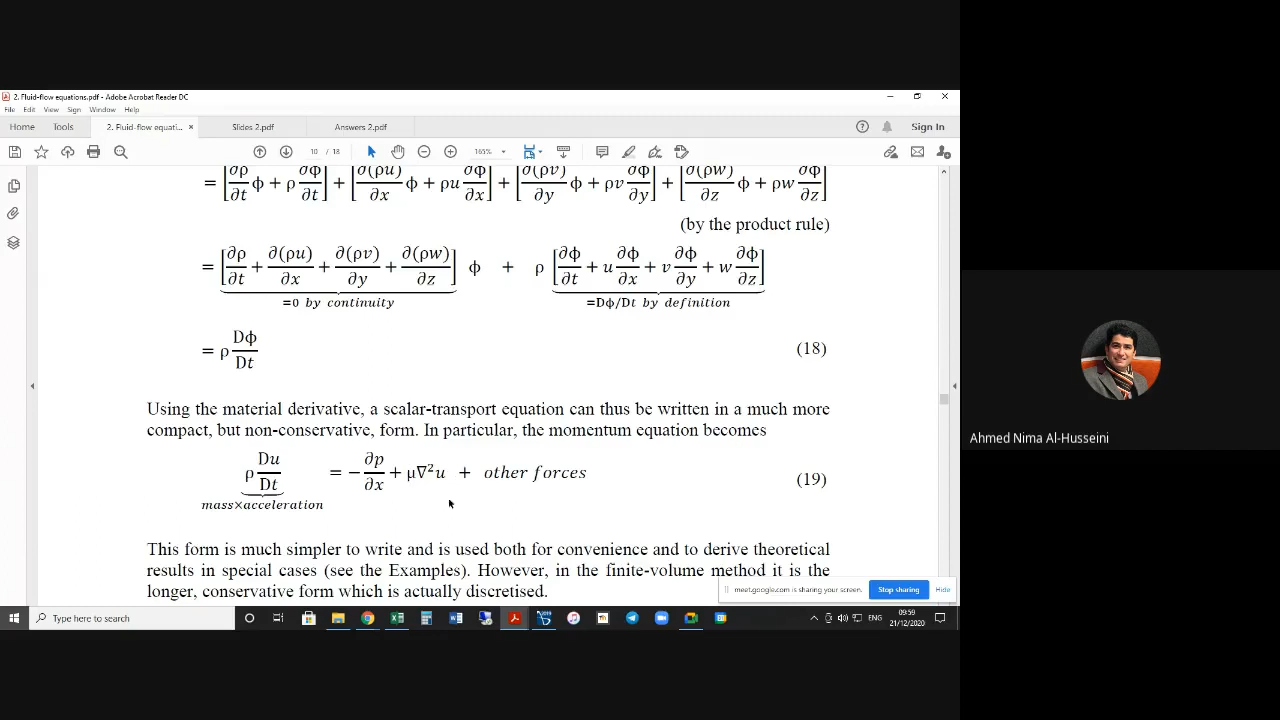 2. Fluid-flow equations.pdf - Adobe Acrobat Reader DC
File Edit View Sign Window Help
Home Tools 2. Fluid-flow equati... × Slides 2.pdf Answers 2.pdf Sign In
10 / 18 165%
= [∂ρ/∂t ϕ + ρ ∂ϕ/∂t] + [∂(ρu)/∂x ϕ + ρu ∂ϕ/∂x] + [∂(ρv)/∂y ϕ + ρv ∂ϕ/∂y] + [∂(ρw)/∂z ϕ + ρw ∂ϕ/∂z]
(by the product rule)
= [∂ρ/∂t + ∂(ρu)/∂x + ∂(ρv)/∂y + ∂(ρw)/∂z] ϕ + ρ [∂ϕ/∂t + u ∂ϕ/∂x + v ∂ϕ/∂y + w ∂ϕ/∂z]
=0 by continuity =Dϕ/Dt by definition
= ρ Dϕ/Dt (18)
Using the material derivative, a scalar-transport equation can thus be written in a much more
compact, but non-conservative, form. In particular, the momentum equation becomes
ρ Du/Dt = − ∂p/∂x + μ∇²u + other forces (19)
mass×acceleration
This form is much simpler to write and is used both for convenience and to derive theoretical
results in special cases (see the Examples). However, in the finite-volume method it is the
longer, conservative form which is actually discretised.
meet.google.com is sharing your screen. Stop sharing Hide
Type here to search
ENG
09:59
21/12/2020
Ahmed Nima Al-Husseini